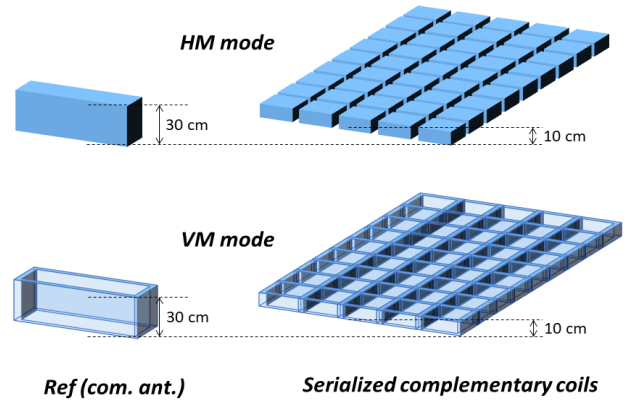 HM mode
30 cm
10 cm
VM mode
30 cm
10 cm
Ref (com. ant.)
Serialized complementary coils